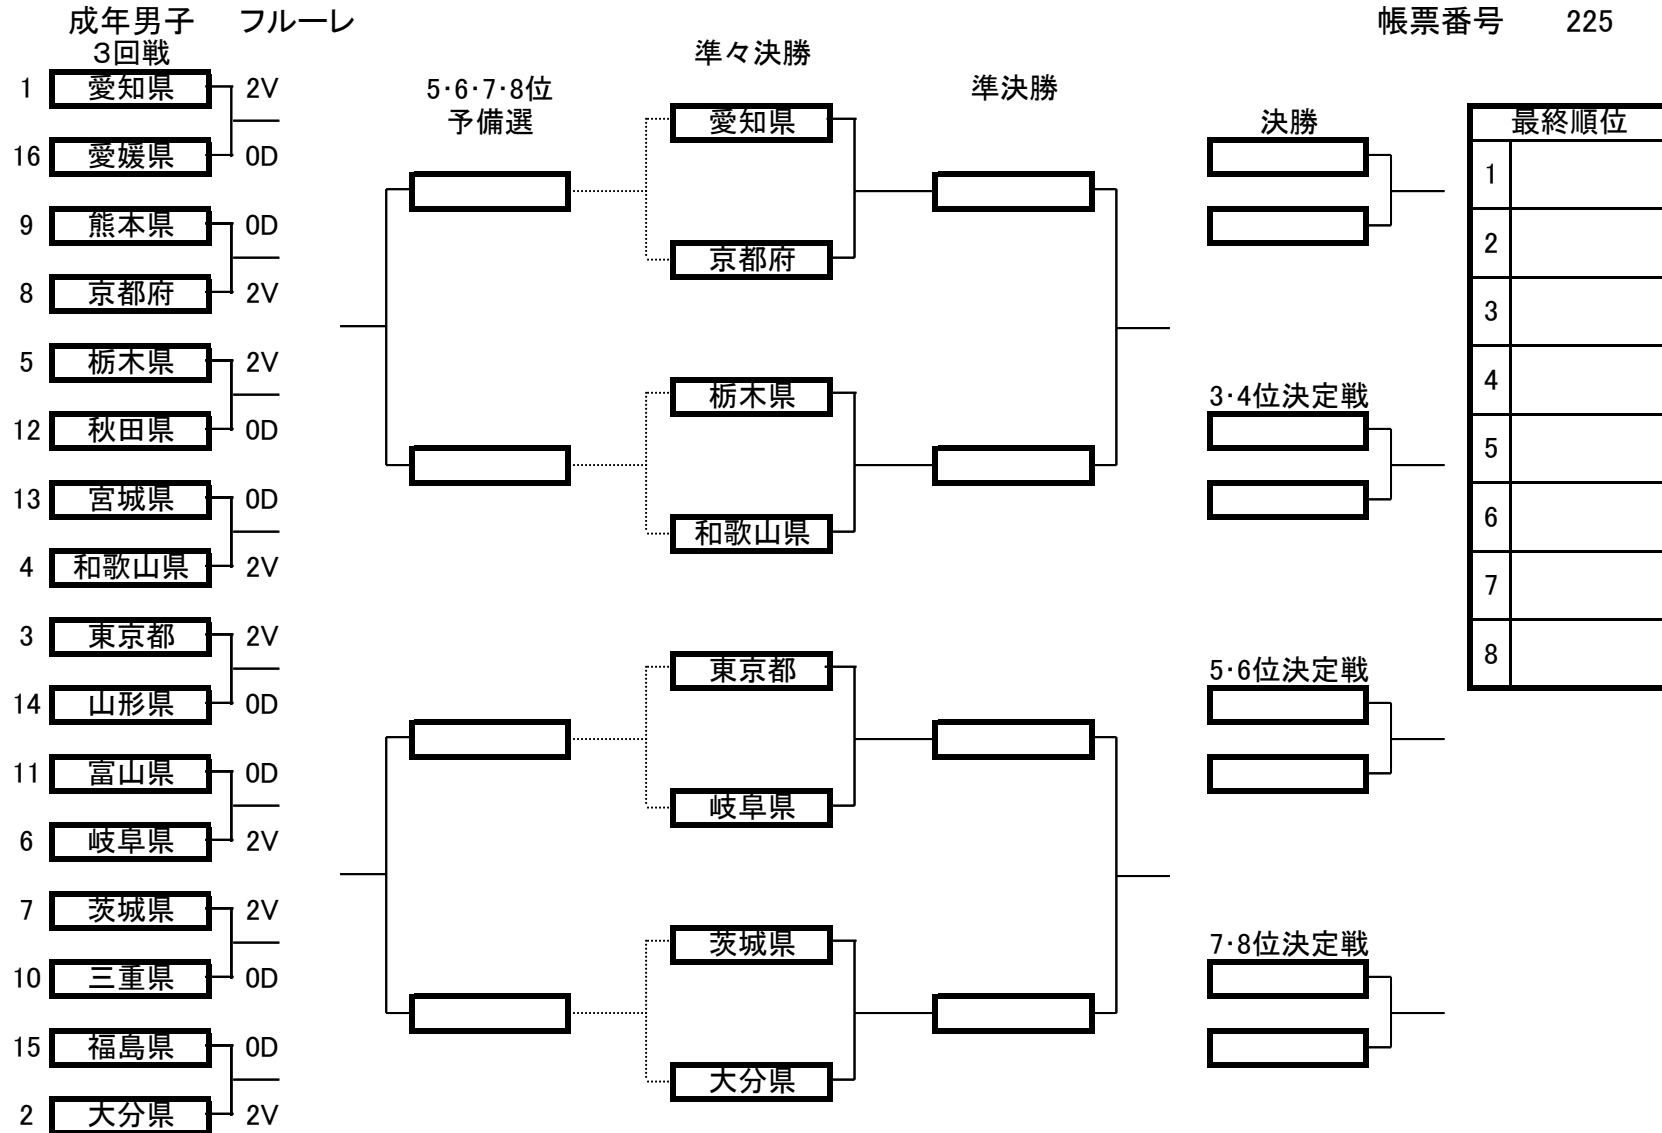 成年男子 フルーレ 帳票番号 225
3回戦
1 愛知県 2V
16 愛媛県 0D
9 熊本県 0D
8 京都府 2V
5 栃木県 2V
12 秋田県 0D
13 宮城県 0D
4 和歌山県 2V
3 東京都 2V
14 山形県 0D
11 富山県 0D
6 岐阜県 2V
7 茨城県 2V
10 三重県 0D
15 福島県 0D
2 大分県 2V
5・6・7・8位
予備選
準々決勝
愛知県
京都府
栃木県
和歌山県
東京都
岐阜県
茨城県
大分県
準決勝
決勝
3・4位決定戦
5・6位決定戦
7・8位決定戦
最終順位
1
2
3
4
5
6
7
8